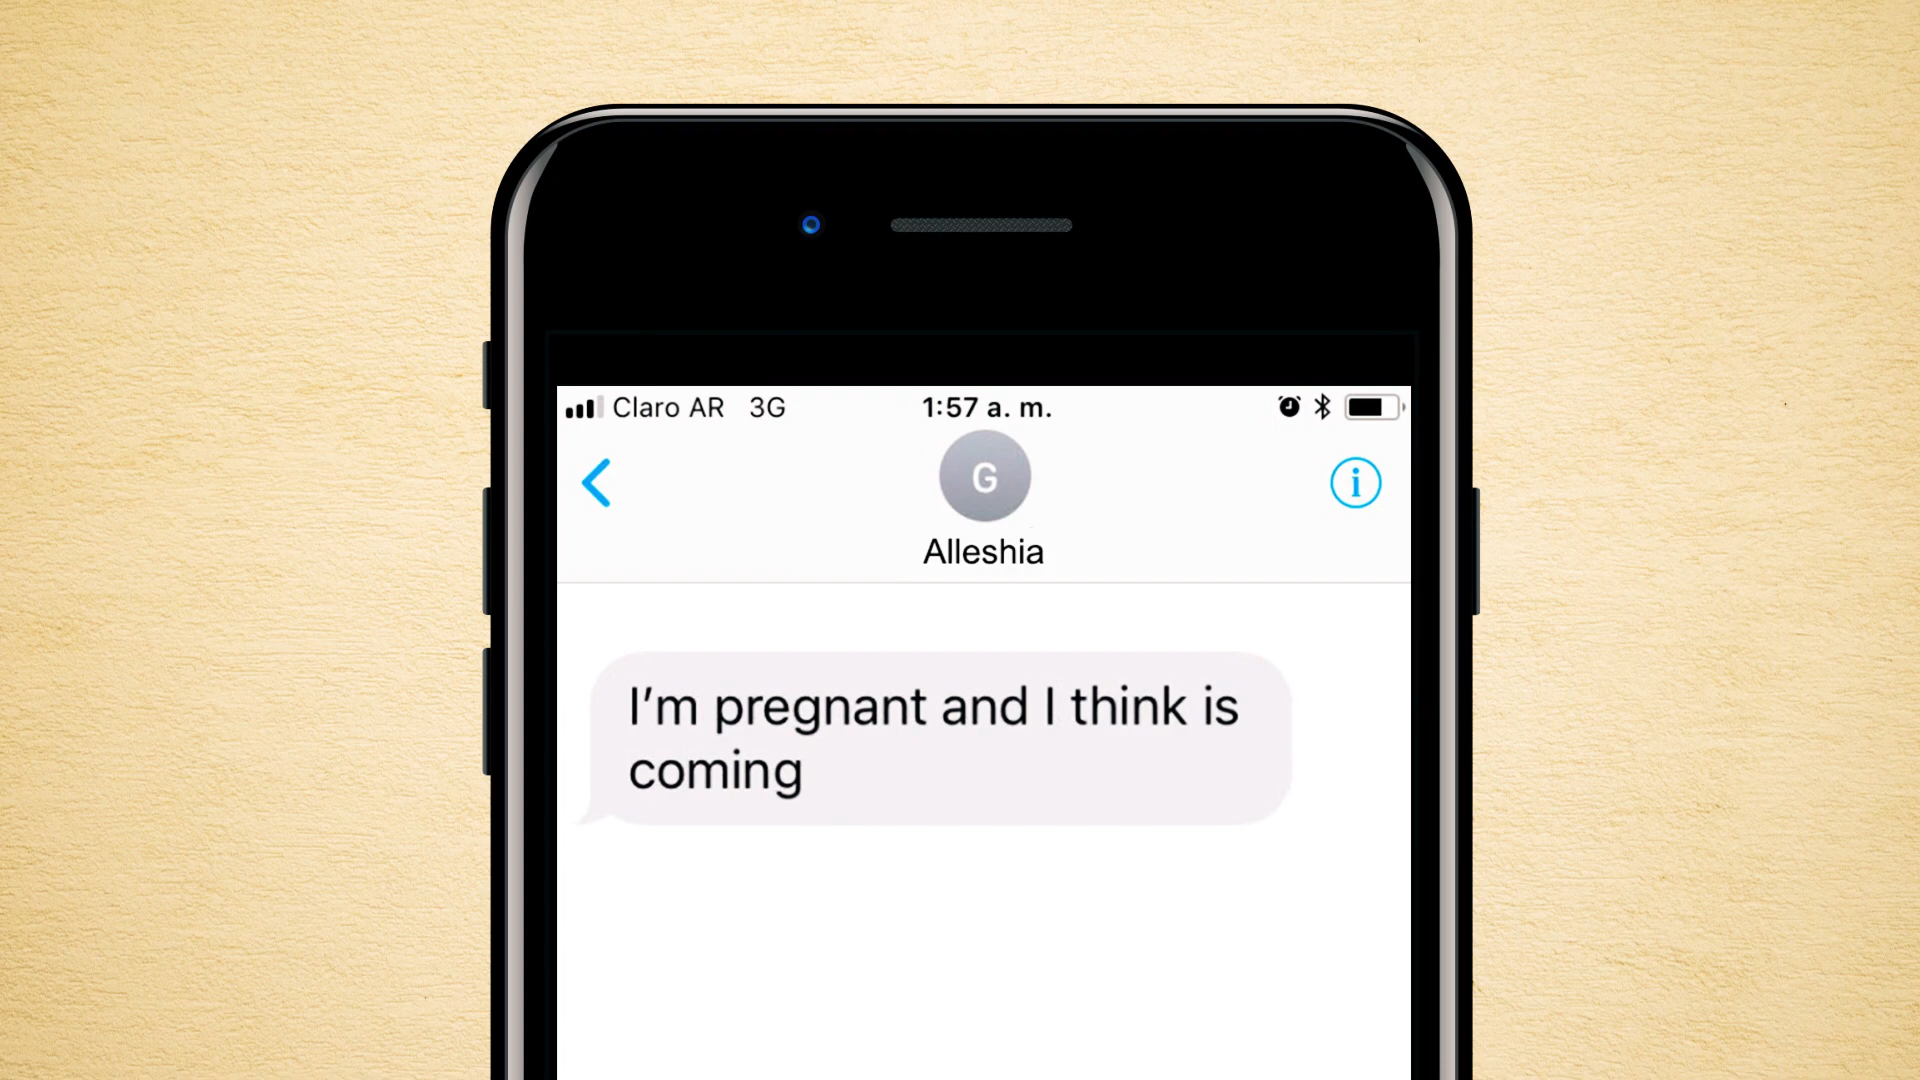 Claro AR 3G 1:57 a. m.
G
Alleshia
I’m pregnant and I think is
coming